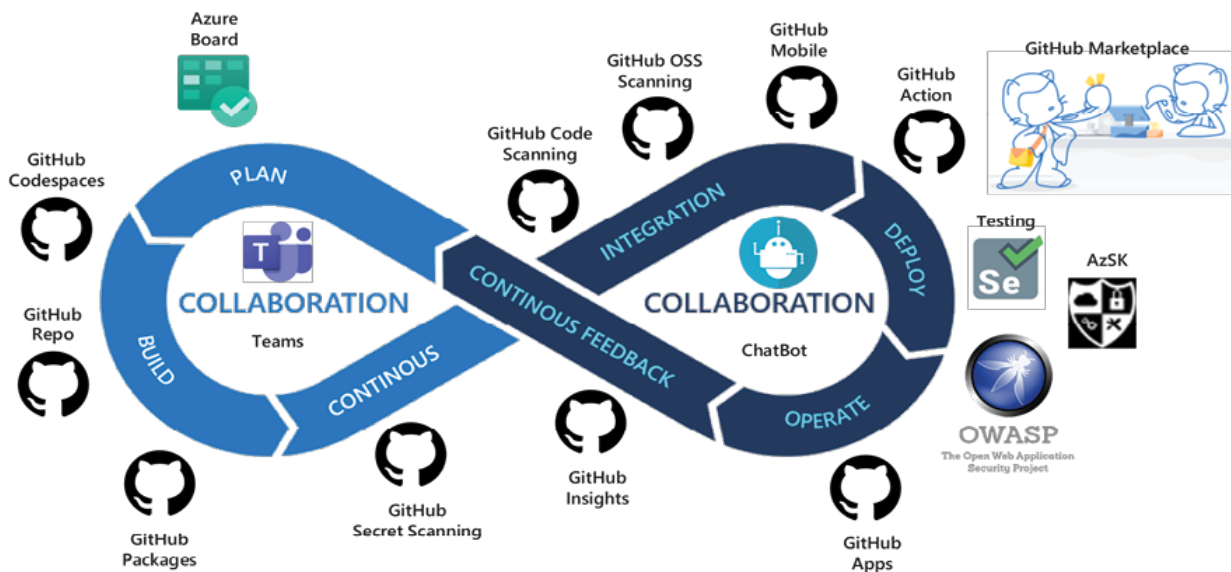 Azure
Board
GitHub
Mobile
GitHub Marketplace
GitHub OSS
Scanning
GitHub
Action
GitHub Code
Scanning
GitHub
Codespaces
PLAN
INTEGRATION
DEPLOY
Testing
Se
AzSK
T
COLLABORATION
Teams
CONTINOUS FEEDBACK
COLLABORATION
ChatBot
GitHub
Repo
BUILD
CONTINOUS
OPERATE
OWASP
The Open Web Application
Security Project
GitHub
Packages
GitHub
Secret Scanning
GitHub
Insights
GitHub
Apps